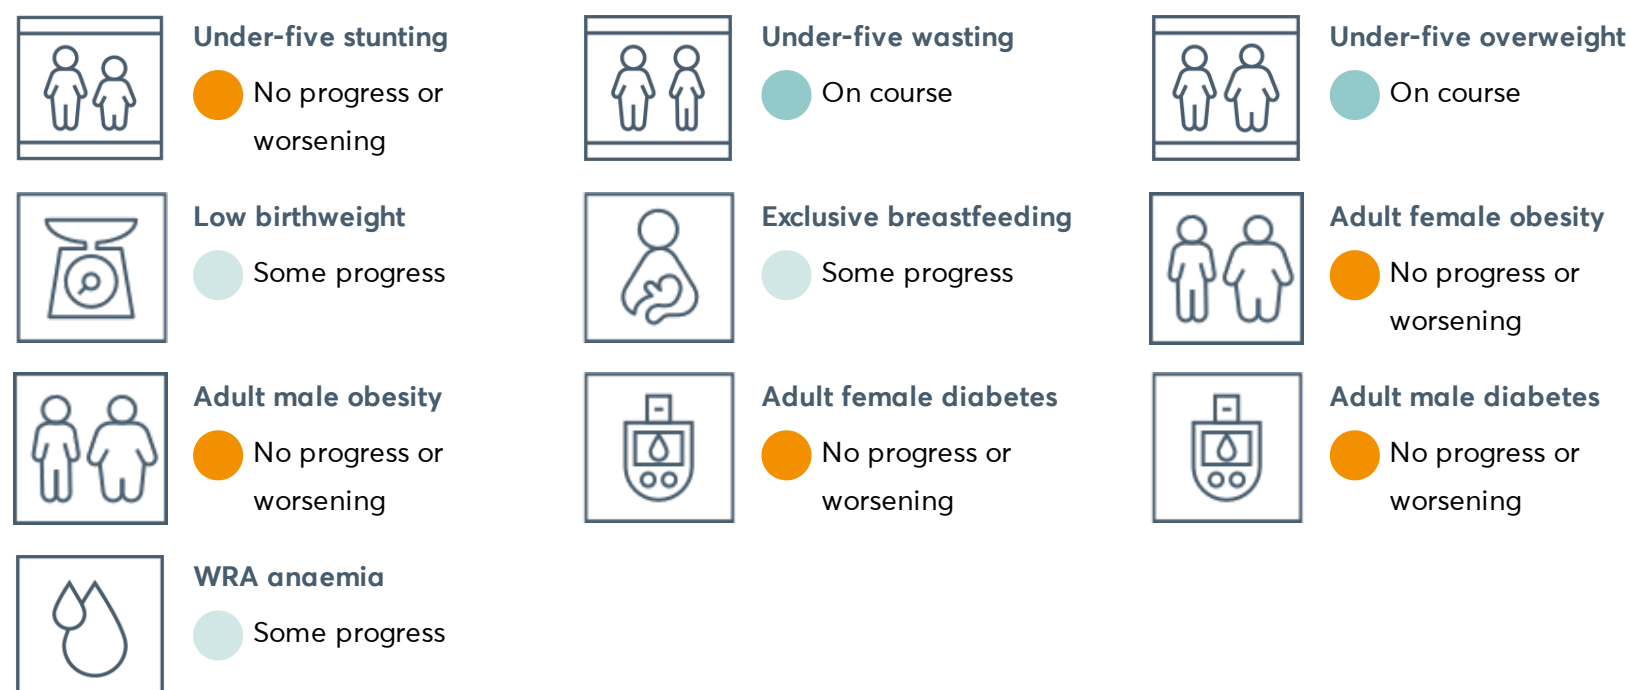 Under-five stunting
No progress or
worsening
Under-five wasting
On course
Under-five overweight
On course
Low birthweight
Some progress
Exclusive breastfeeding
Some progress
Adult female obesity
No progress or
worsening
Adult male obesity
No progress or
worsening
Adult female diabetes
No progress or
worsening
Adult male diabetes
No progress or
worsening
WRA anaemia
Some progress